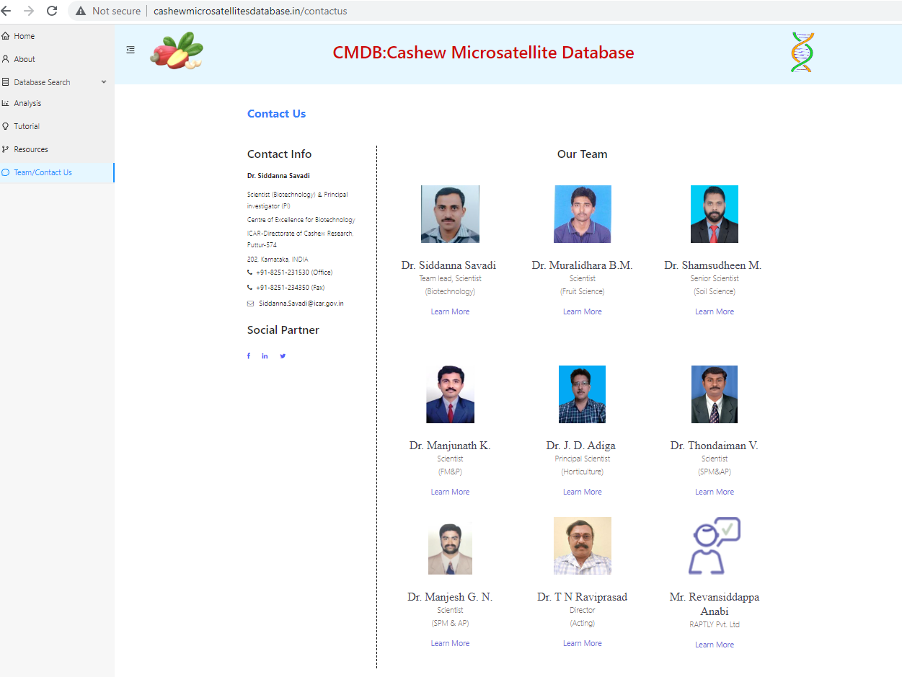 Not secure | cashewmicrosatellitesdatabase.in/contactus
Home
About
Database Search
Analysis
Tutorial
Resources
Team/Contact Us
CMDB:Cashew Microsatellite Database
Contact Us
Contact Info
Dr. Siddanna Savadi
Scientist (Biotechnology) & Principal
investigator (PI)
Centre of Excellence for Biotechnology
ICAR-Directorate of Cashew Research,
Puttur-574
202, Karnataka, INDIA
+91-8251-231530 (Office)
+91-8251-234350 (Fax)
Siddanna.Savadi@icar.gov.in
Social Partner
Our Team
Dr. Siddanna Savadi
Team lead, Scientist
(Biotechnology)
Learn More
Dr. Muralidhara B.M.
Scientist
(Fruit Science)
Learn More
Dr. Shamsudheen M.
Senior Scientist
(Soil Science)
Learn More
Dr. Manjunath K.
Scientist
(FM&P)
Learn More
Dr. J. D. Adiga
Principal Scientist
(Horticulture)
Learn More
Dr. Thondaiman V.
Scientist
(SPM&AP)
Learn More
Dr. Manjesh G. N.
Scientist
(SPM & AP)
Learn More
Dr. T N Raviprasad
Director
(Acting)
Learn More
Mr. Revansiddappa
Anabi
RAPTLY Pvt. Ltd
Learn More